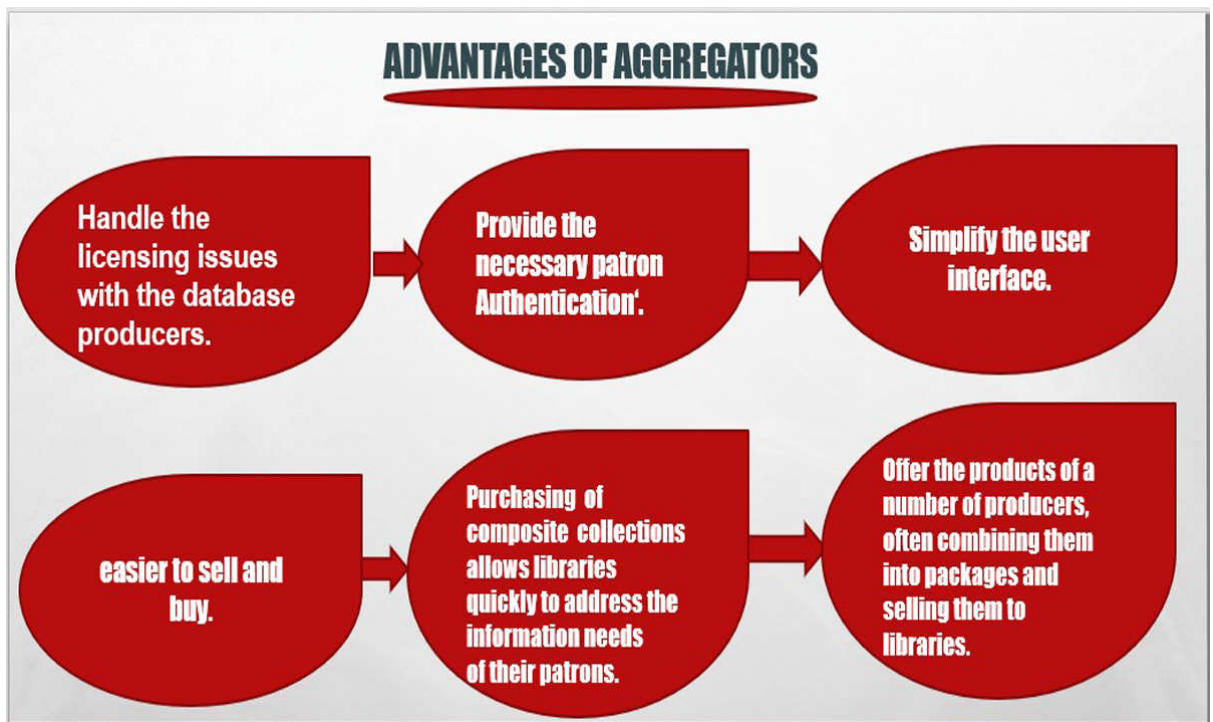 ADVANTAGES OF AGGREGATORS
Handle the
licensing issues
with the database
producers.
Provide the
necessary patron
Authentication‘.
Simplify the user
interface.
easier to sell and
buy.
Purchasing of
composite collections
allows libraries
quickly to address the
information needs
of their patrons.
Offer the products of a
number of producers,
often combining them
into packages and
selling them to
libraries.